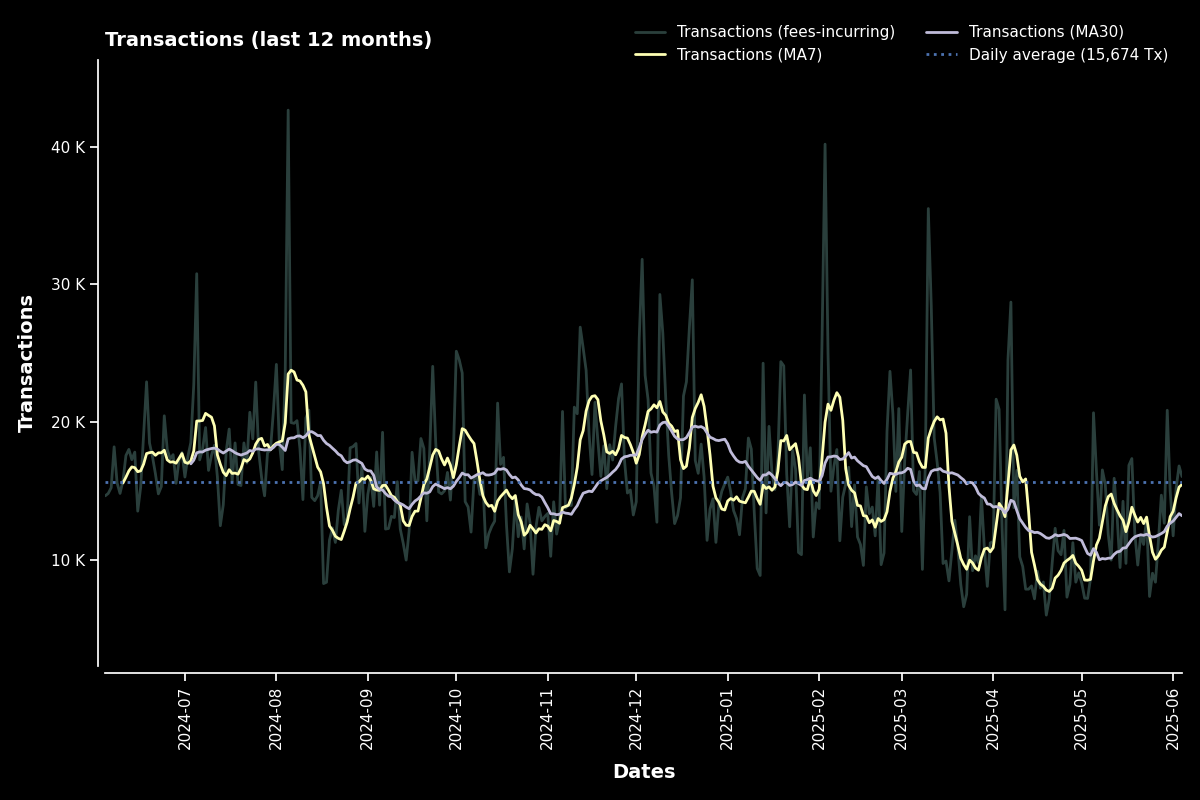 Transactions (last 12 months)
Transactions (fees-incurring)
Transactions (MA7)
Transactions (MA30)
Daily average (15,674 Tx)
Transactions
40 K
30 K
20 K
10 K
2024-07
2024-08
2024-09
2024-10
2024-11
2024-12
2025-01
2025-02
2025-03
2025-04
2025-05
2025-06
Dates